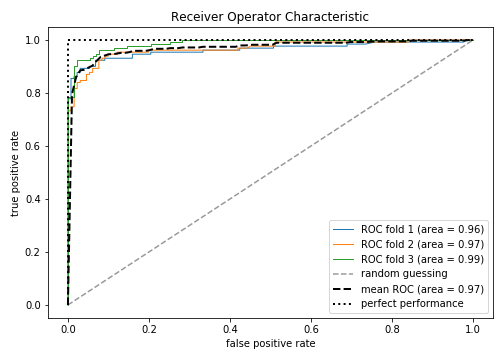 Receiver Operator Characteristic
true positive rate
1.0
0.8
0.6
0.4
0.2
0.0
ROC fold 1 (area = 0.96)
ROC fold 2 (area = 0.97)
ROC fold 3 (area = 0.99)
random guessing
mean ROC (area = 0.97)
perfect performance
0.0 0.2 0.4 0.6 0.8 1.0
false positive rate